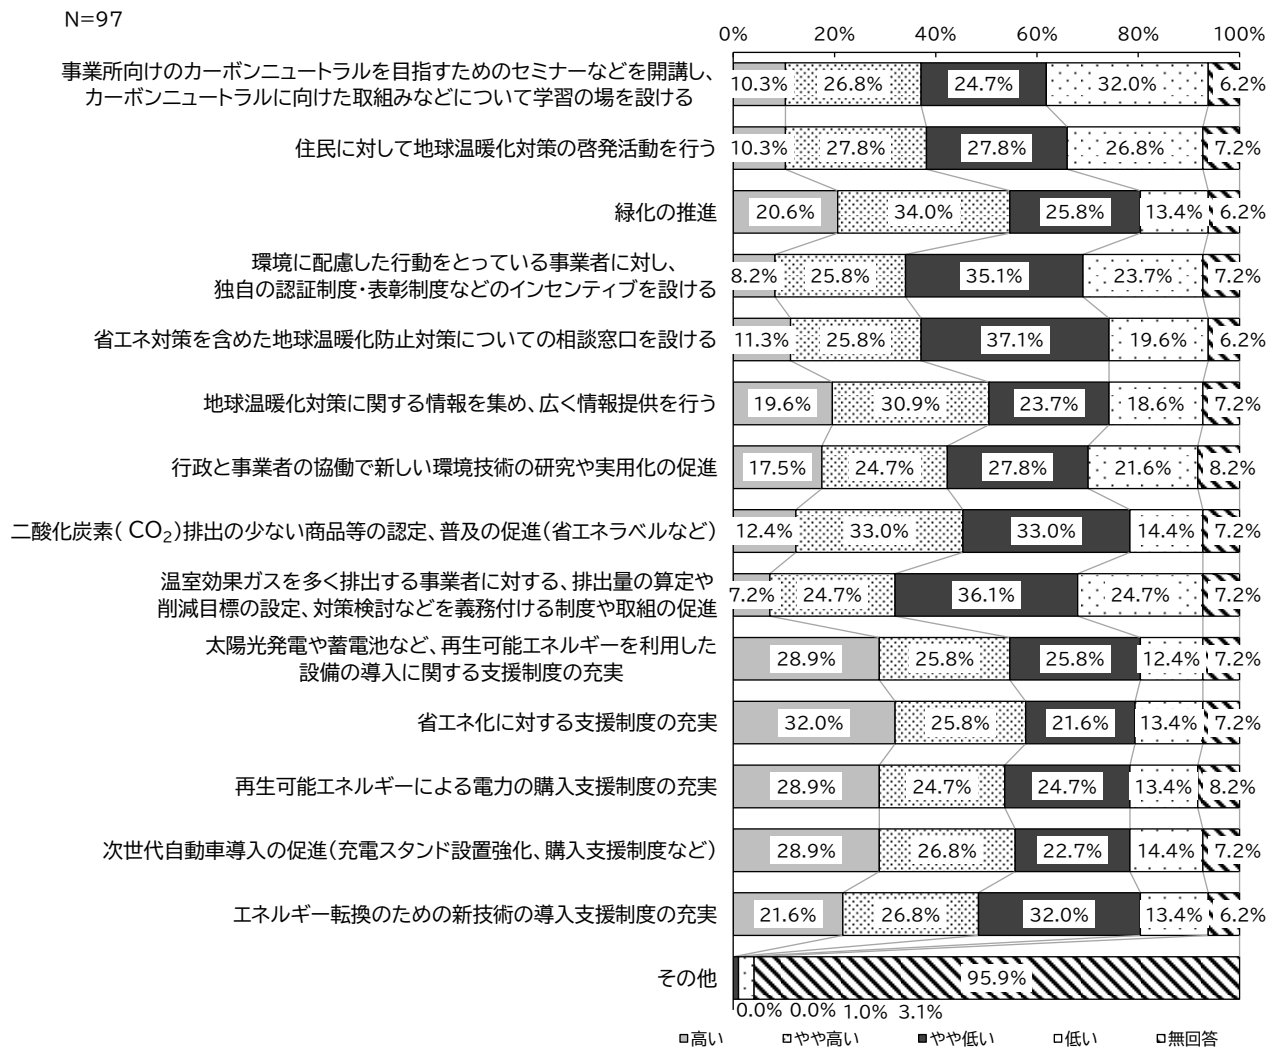 N=97
0% 20% 40% 60% 80% 100%
事業所向けのカーボンニュートラルを目指すためのセミナーなどを開講し、
カーボンニュートラルに向けた取組みなどについて学習の場を設ける
10.3% 26.8% 24.7% 32.0% 6.2%
住民に対して地球温暖化対策の啓発活動を行う
10.3% 27.8% 27.8% 26.8% 7.2%
緑化の推進
20.6% 34.0% 25.8% 13.4% 6.2%
環境に配慮した行動をとっている事業者に対し、
独自の認証制度・表彰制度などのインセンティブを設ける
8.2% 25.8% 35.1% 23.7% 7.2%
省エネ対策を含めた地球温暖化防止対策についての相談窓口を設ける
11.3% 25.8% 37.1% 19.6% 6.2%
地球温暖化対策に関する情報を集め、広く情報提供を行う
19.6% 30.9% 23.7% 18.6% 7.2%
行政と事業者の協働で新しい環境技術の研究や実用化の促進
17.5% 24.7% 27.8% 21.6% 8.2%
二酸化炭素( CO₂)排出の少ない商品等の認定、普及の促進(省エネラベルなど)
12.4% 33.0% 33.0% 14.4% 7.2%
温室効果ガスを多く排出する事業者に対する、排出量の算定や
削減目標の設定、対策検討などを義務付ける制度や取組の促進
7.2% 24.7% 36.1% 24.7% 7.2%
太陽光発電や蓄電池など、再生可能エネルギーを利用した
設備の導入に関する支援制度の充実
28.9% 25.8% 25.8% 12.4% 7.2%
省エネ化に対する支援制度の充実
32.0% 25.8% 21.6% 13.4% 7.2%
再生可能エネルギーによる電力の購入支援制度の充実
28.9% 24.7% 24.7% 13.4% 8.2%
次世代自動車導入の促進(充電スタンド設置強化、購入支援制度など)
28.9% 26.8% 22.7% 14.4% 7.2%
エネルギー転換のための新技術の導入支援制度の充実
21.6% 26.8% 32.0% 13.4% 6.2%
その他
95.9%
0.0% 0.0% 1.0% 3.1%
高い やや高い やや低い 低い 無回答